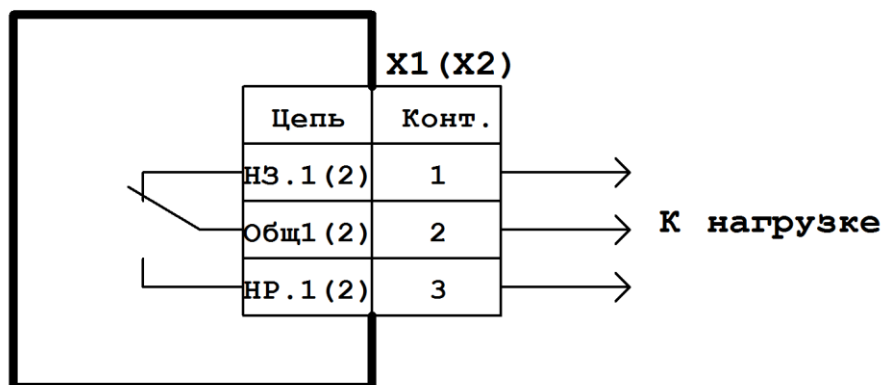 X1(X2)
Цепь Конт.
НЗ.1(2) 1
Общ1(2) 2
НР.1(2) 3
К нагрузке